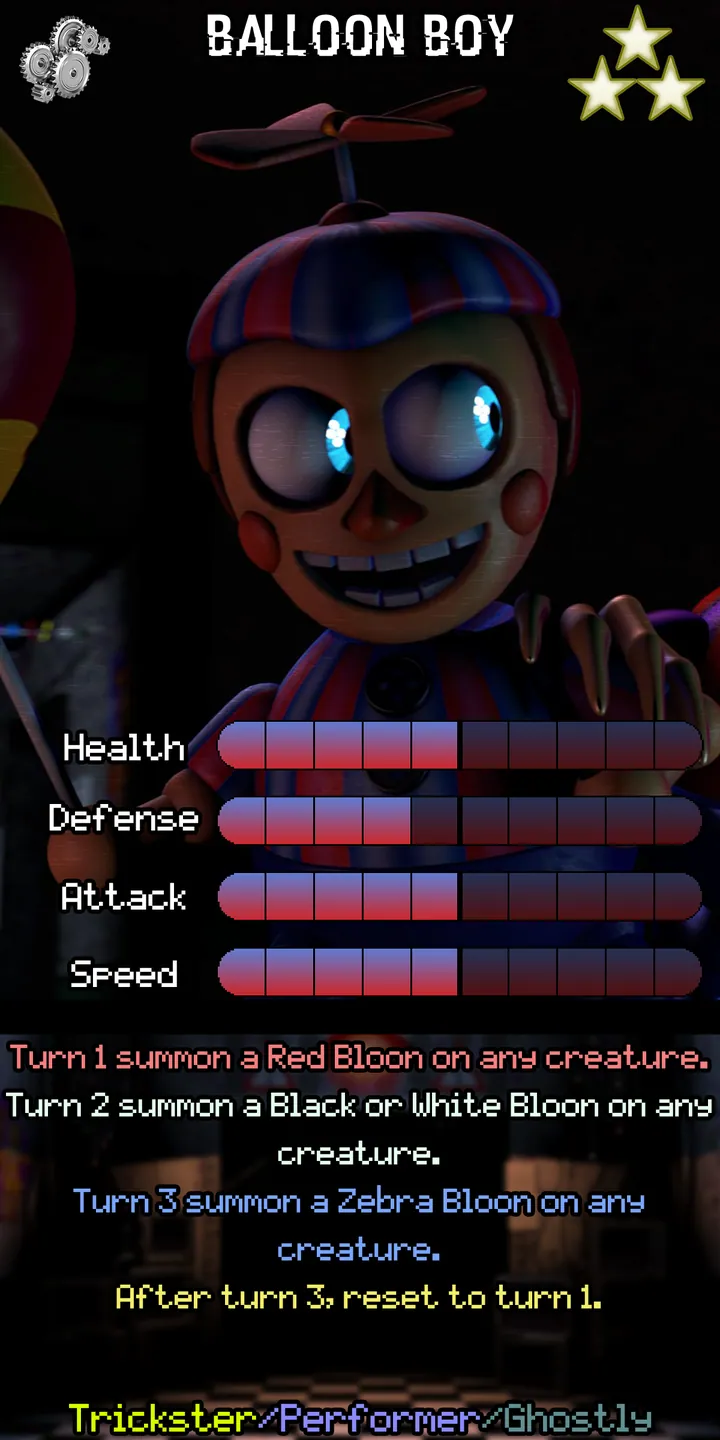 BALLOON BOY
Health
Defense
Attack
Speed
Turn 1 summon a Red Bloon on any creature.
Turn 2 summon a Black or White Bloon on any
creature.
Turn 3 summon a Zebra Bloon on any
creature.
After turn 3, reset to turn 1.
Trickster/Performer/Ghostly